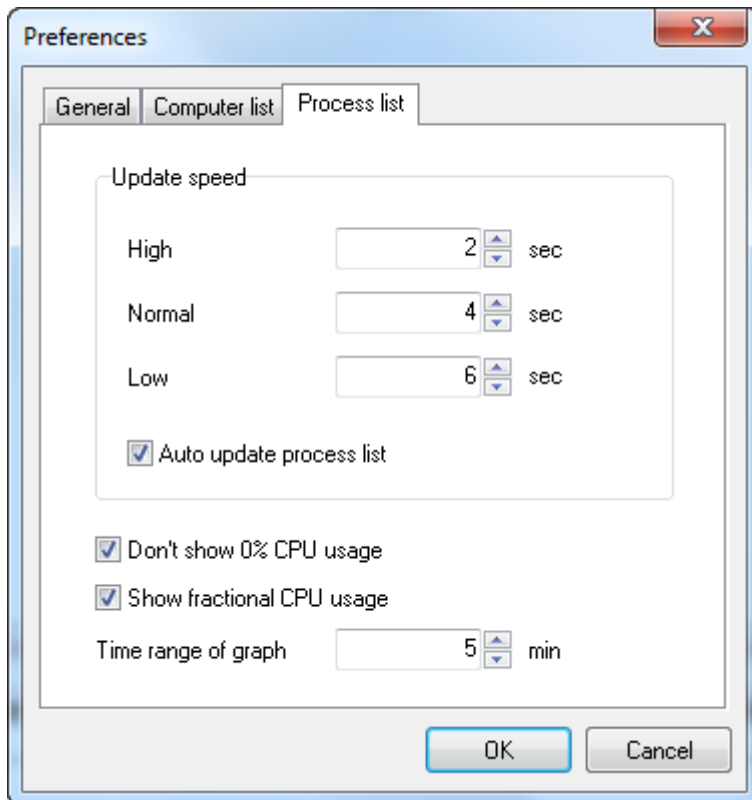 Preferences
General Computer list Process list
Update speed
High 2 sec
Normal 4 sec
Low 6 sec
Auto update process list
Don't show 0% CPU usage
Show fractional CPU usage
Time range of graph 5 min
OK Cancel